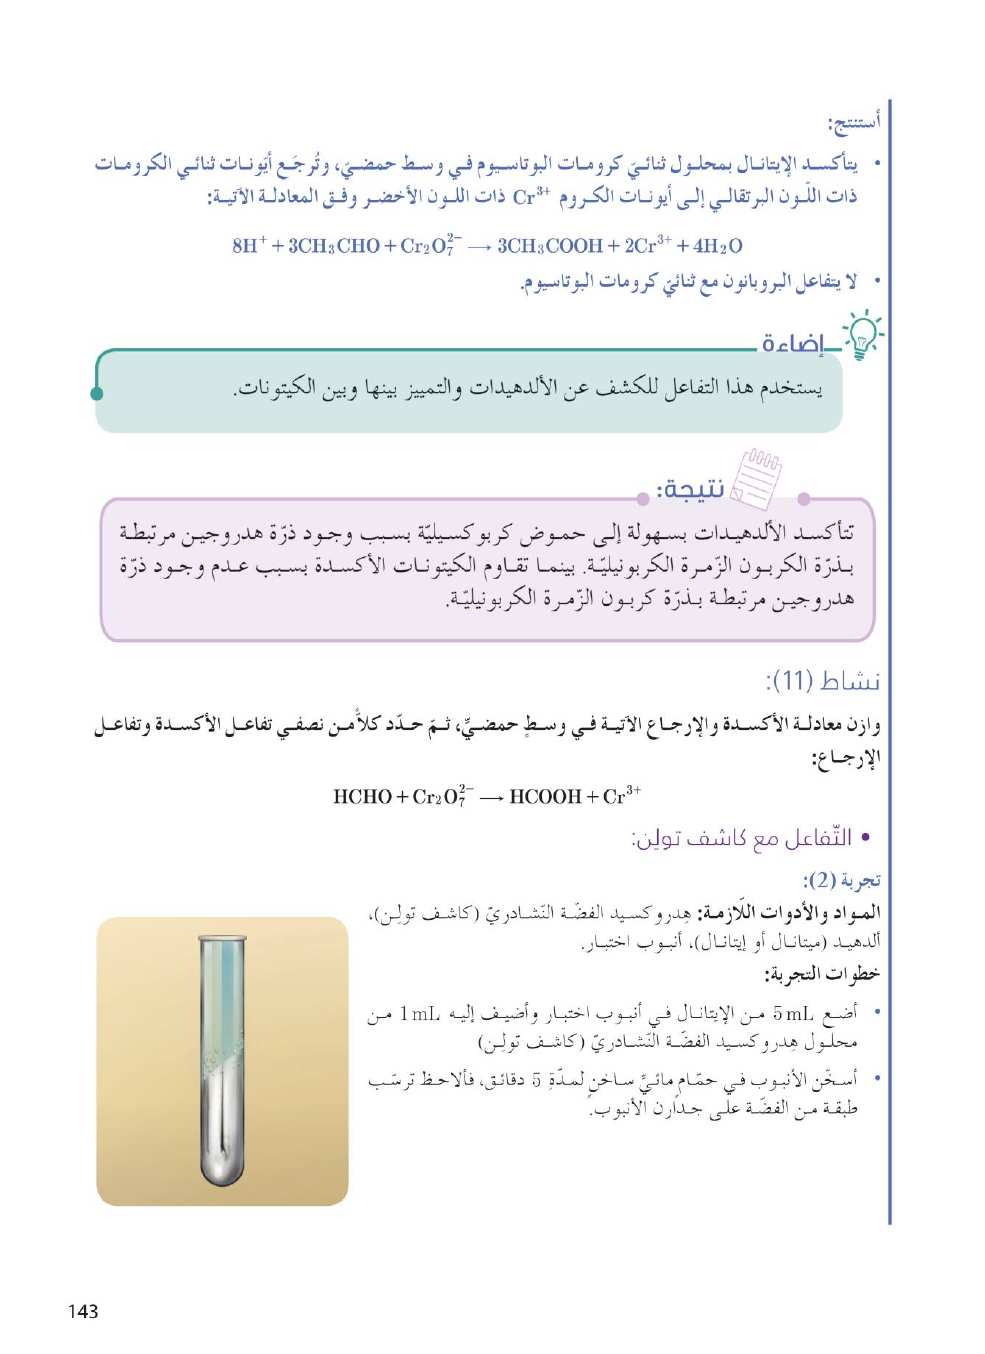 أستنتج:
• يتأكسد الإيتانال بمحلول ثنائيّ كرومات البوتاسيوم في وسط حمضيّ، وتُرجَع أيونات ثنائي الكرومات
ذات اللّون البرتقالي إلى أيونات الكروم Cr³⁺ ذات اللون الأخضر وفق المعادلة الآتية:
8H⁺ + 3CH₃CHO + Cr₂O₇²⁻ ⟶ 3CH₃COOH + 2Cr³⁺ + 4H₂O
• لا يتفاعل البروبانون مع ثنائيّ كرومات البوتاسيوم.
إضاءة
يستخدم هذا التفاعل للكشف عن الألدهيدات والتمييز بينها وبين الكيتونات.
نتيجة:
تتأكسد الألدهيدات بسهولة إلى حموض كربوكسيليّة بسبب وجود ذرّة هدروجين مرتبطة
بذرّة الكربون الزّمرة الكربونيليّة. بينما تقاوم الكيتونات الأكسدة بسبب عدم وجود ذرّة
هدروجين مرتبطة بذرّة كربون الزّمرة الكربونيليّة.
نشاط (11):
وازن معادلة الأكسدة والإرجاع الآتية في وسطٍ حمضيٍّ، ثمّ حدّد كلاًّ من نصفي تفاعل الأكسدة وتفاعل
الإرجاع:
HCHO + Cr₂O₇²⁻ ⟶ HCOOH + Cr³⁺
• التّفاعل مع كاشف تولِن:
تجربة (2):
المواد والأدوات اللّازمة: هِدروكسيد الفضّة النّشادريّ (كاشف تولِن)،
ألدهيد (ميتانال أو إيتانال)، أنبوب اختبار.
خطوات التجربة:
• أضع 5 mL من الإيتانال في أنبوب اختبار وأضيف إليه 1 mL من
محلول هِدروكسيد الفضّة النّشادريّ (كاشف تولِن)
• أسخّن الأنبوب في حمّامٍ مائيٍّ ساخنٍ لمدّةِ 5 دقائق، فألاحظ ترسّب
طبقة من الفضّة على جدارن الأنبوب.
143